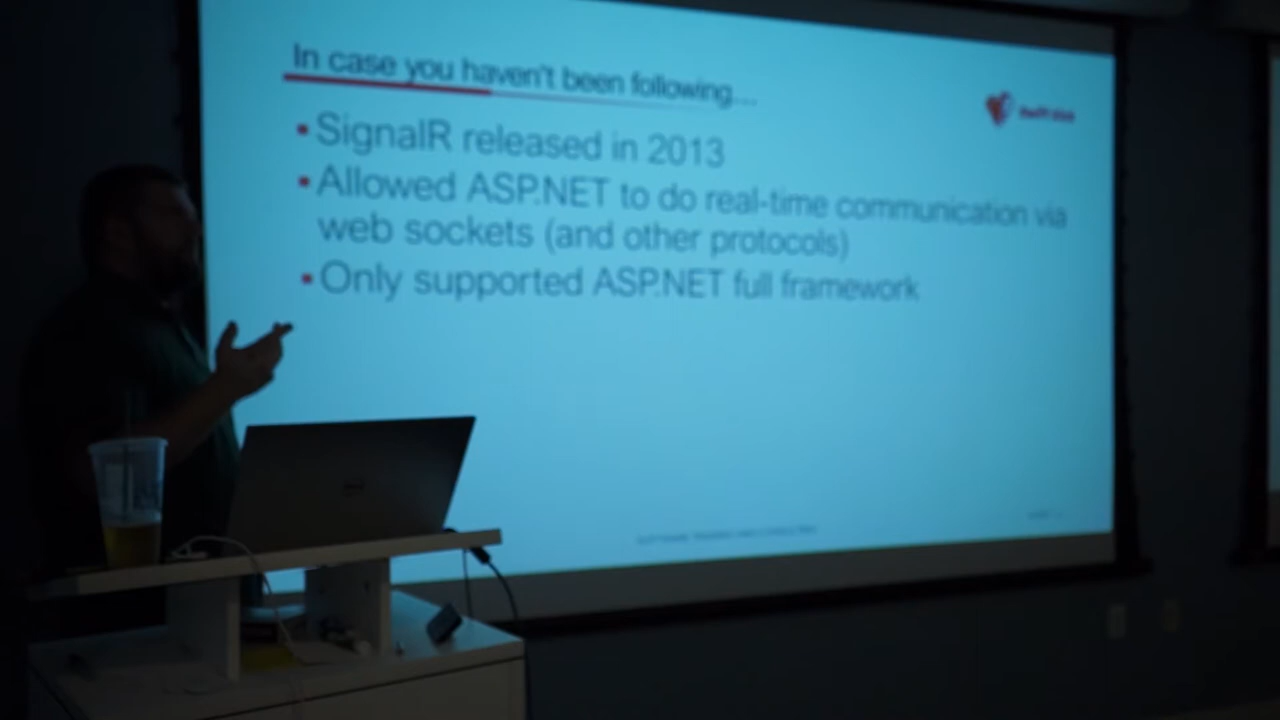 In case you haven't been following...
SignalR released in 2013
Allowed ASP.NET to do real-time communication via
web sockets (and other protocols)
Only supported ASP.NET full framework